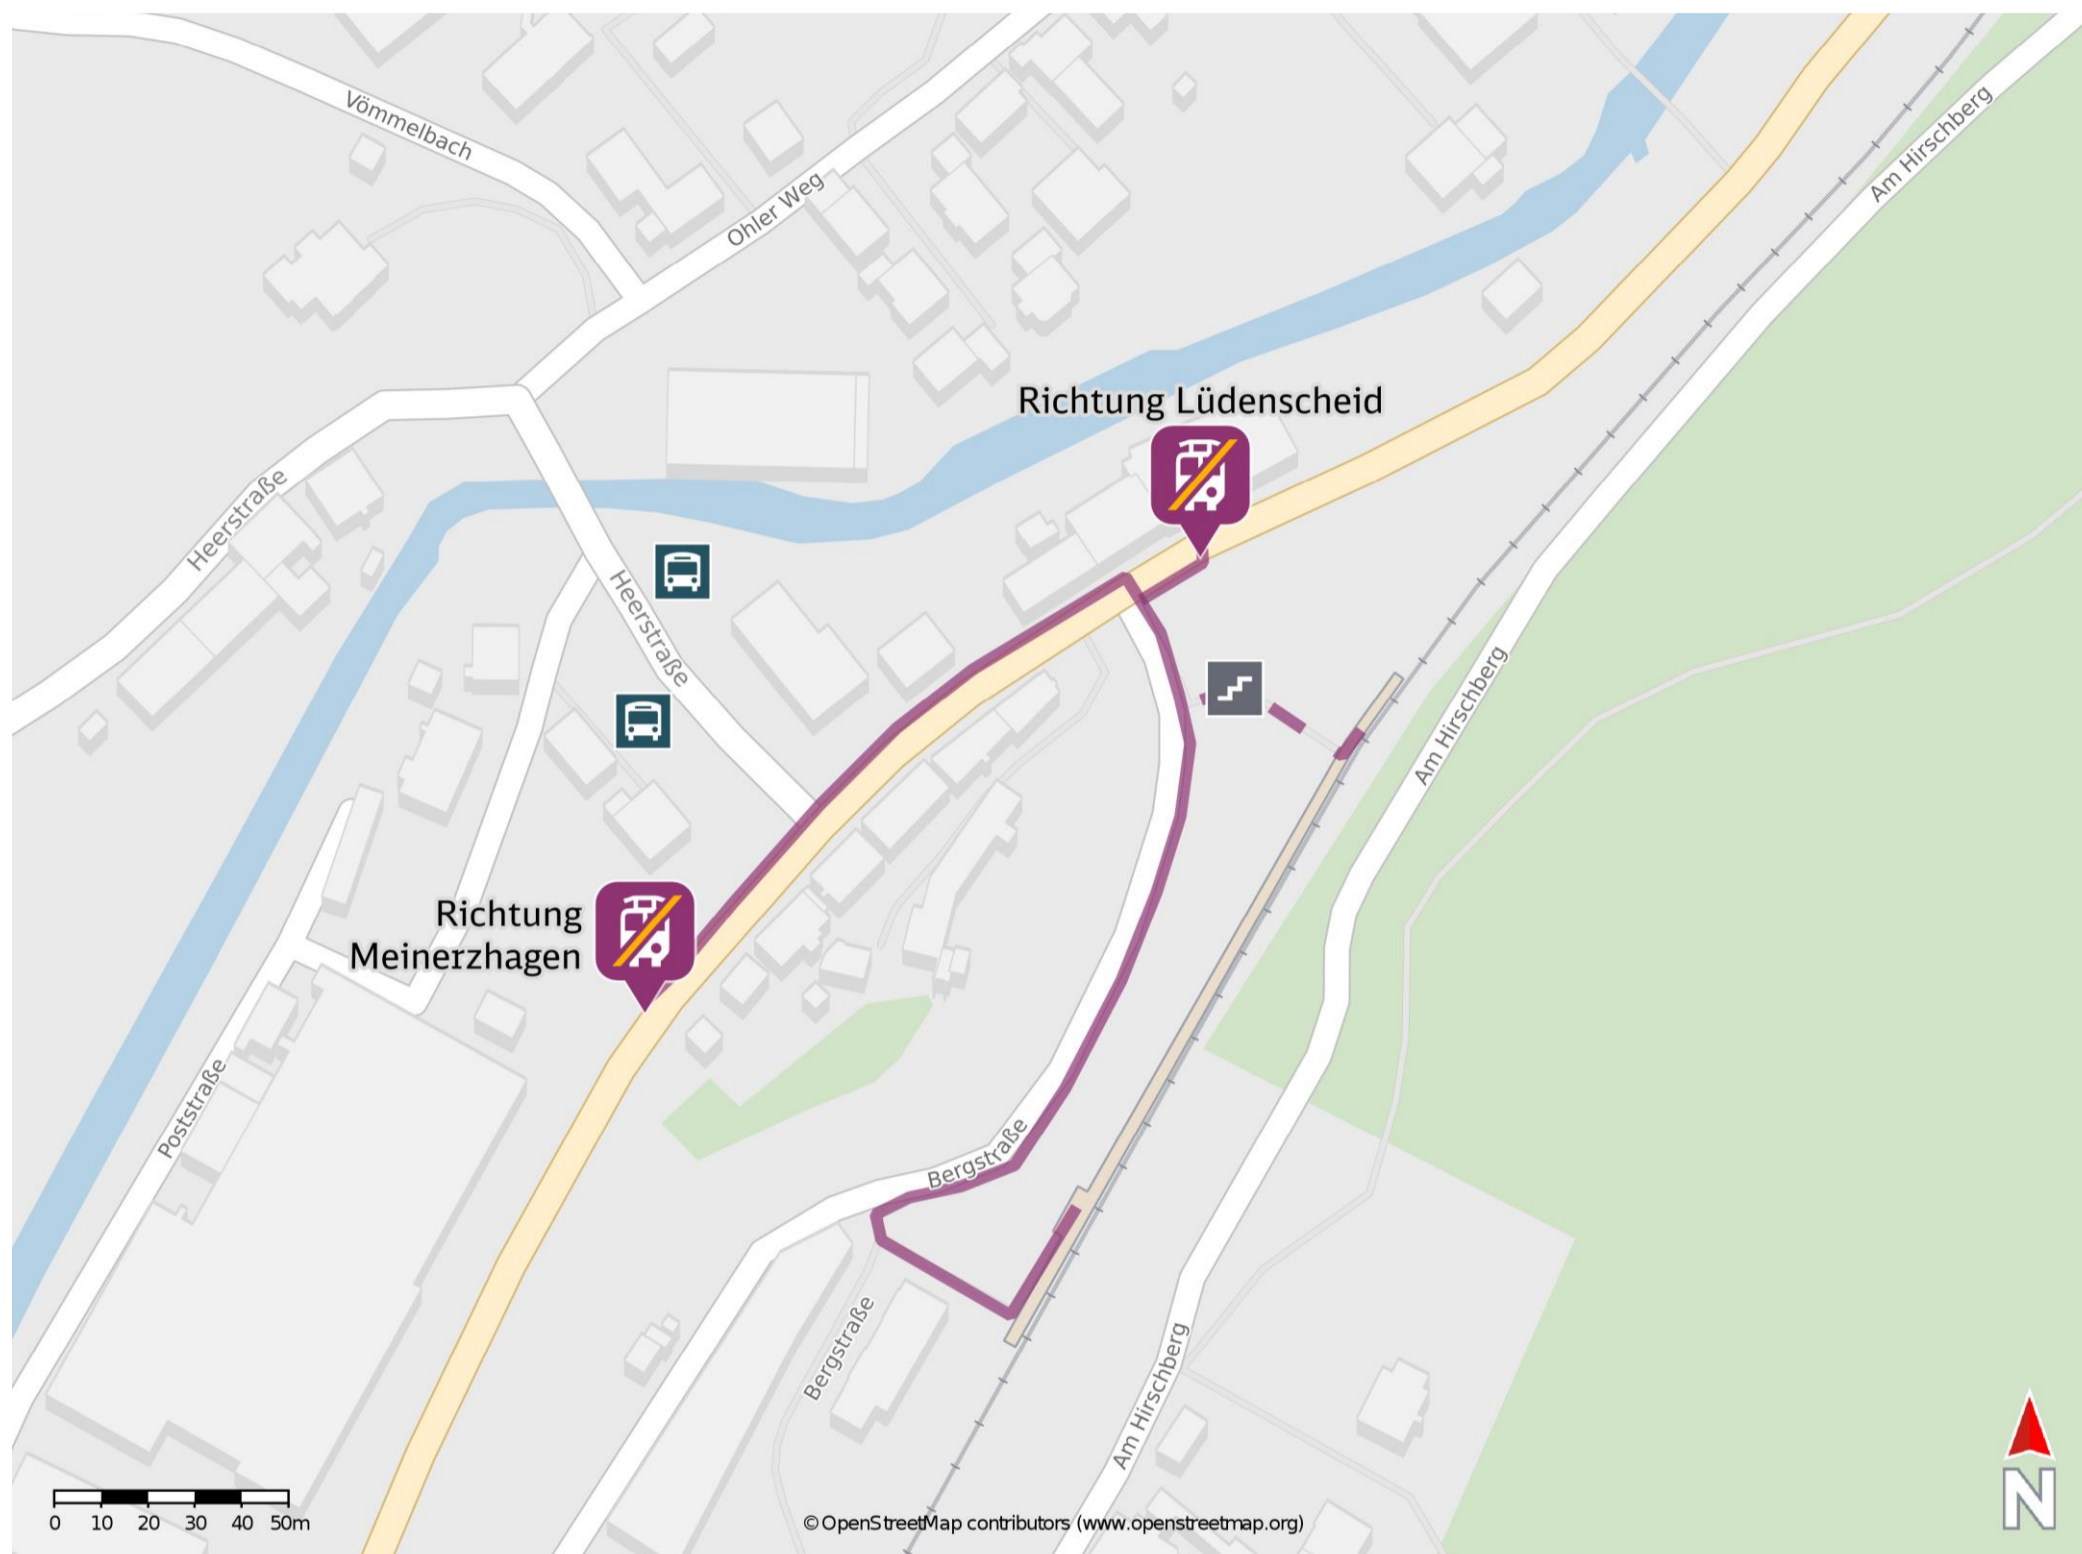 Vömmelbach
Ohler Weg
Am Hirschberg
Richtung Lüdenscheid
Heerstraße
Heerstraße
Am Hirschberg
Richtung
Meinerzhagen
Poststraße
Bergstraße
Bergstraße
Am Hirschberg
0 10 20 30 40 50m
© OpenStreetMap contributors (www.openstreetmap.org)
N